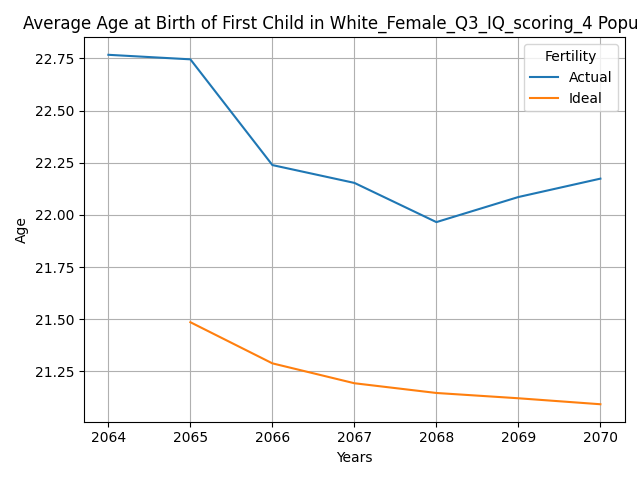 Average Age at Birth of First Child in White_Female_Q3_IQ_scoring_4 Popu
Fertility
Actual
Ideal
22.75
22.50
22.25
22.00
21.75
21.50
21.25
Age
2064 2065 2066 2067 2068 2069 2070
Years